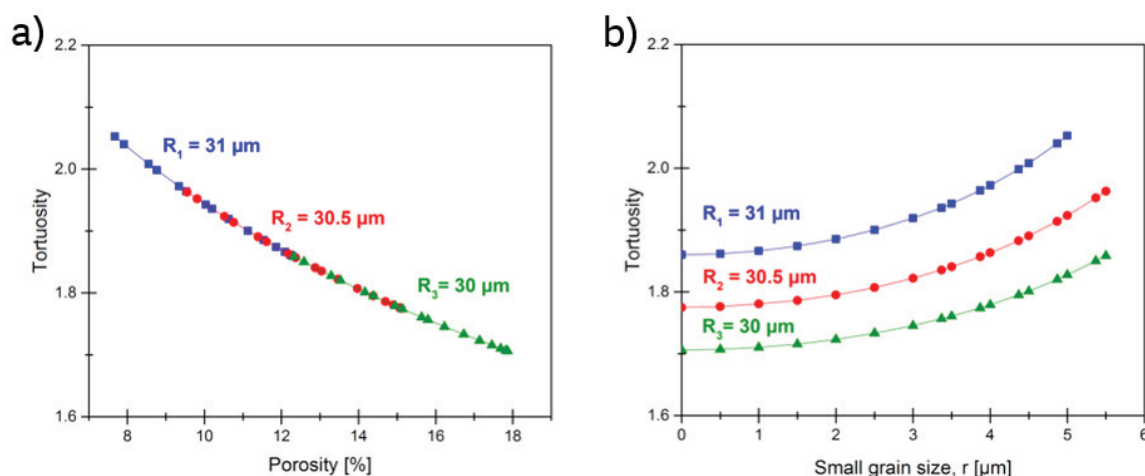 a)
2.2
2.0
1.8
1.6
Tortuosity
R₁ = 31 µm
R₂ = 30.5 µm
R₃= 30 µm
8 10 12 14 16 18
Porosity [%]
b)
2.2
2.0
1.8
1.6
Tortuosity
R₁ = 31 µm
R₂ = 30.5 µm
R₃= 30 µm
0 1 2 3 4 5 6
Small grain size, r [µm]